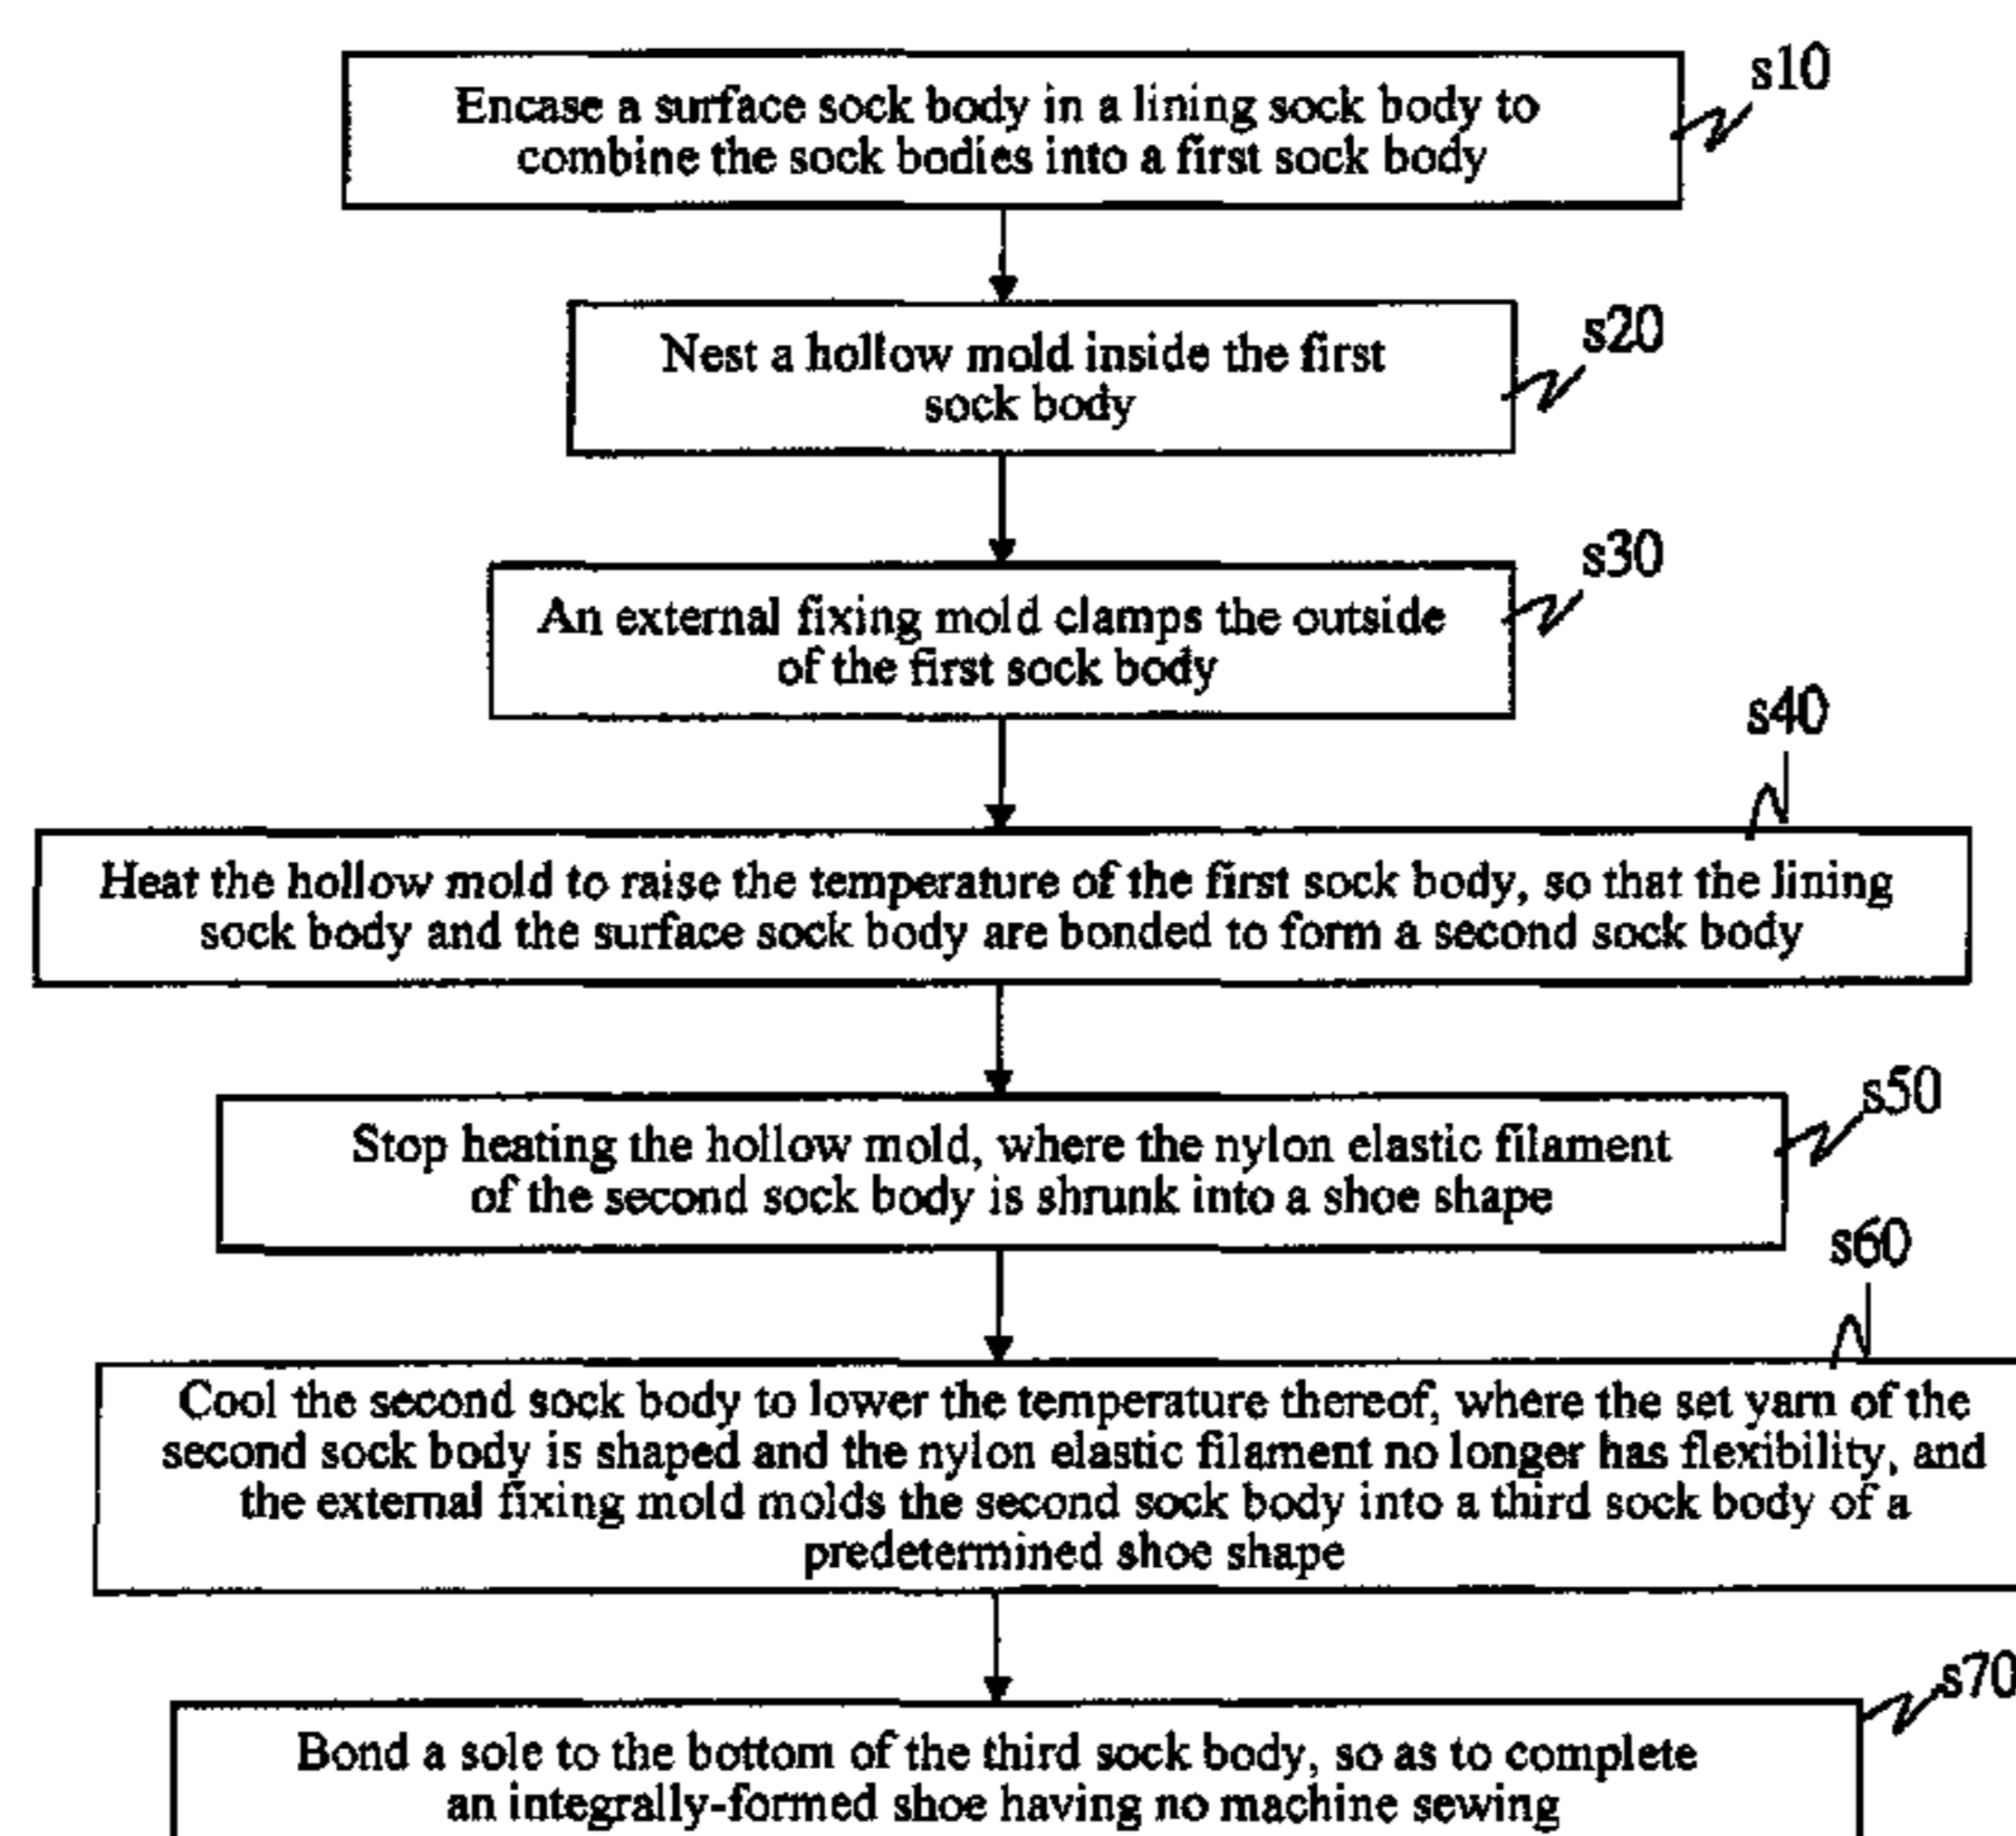 s10
Encase a surface sock body in a lining sock body to
combine the sock bodies into a first sock body
s20
Nest a hollow mold inside the first
sock body
s30
An external fixing mold clamps the outside
of the first sock body
s40
Heat the hollow mold to raise the temperature of the first sock body, so that the lining
sock body and the surface sock body are bonded to form a second sock body
s50
Stop heating the hollow mold, where the nylon elastic filament
of the second sock body is shrunk into a shoe shape
s60
Cool the second sock body to lower the temperature thereof, where the set yarn of the
second sock body is shaped and the nylon elastic filament no longer has flexibility, and
the external fixing mold molds the second sock body into a third sock body of a
predetermined shoe shape
s70
Bond a sole to the bottom of the third sock body, so as to complete
an integrally-formed shoe having no machine sewing